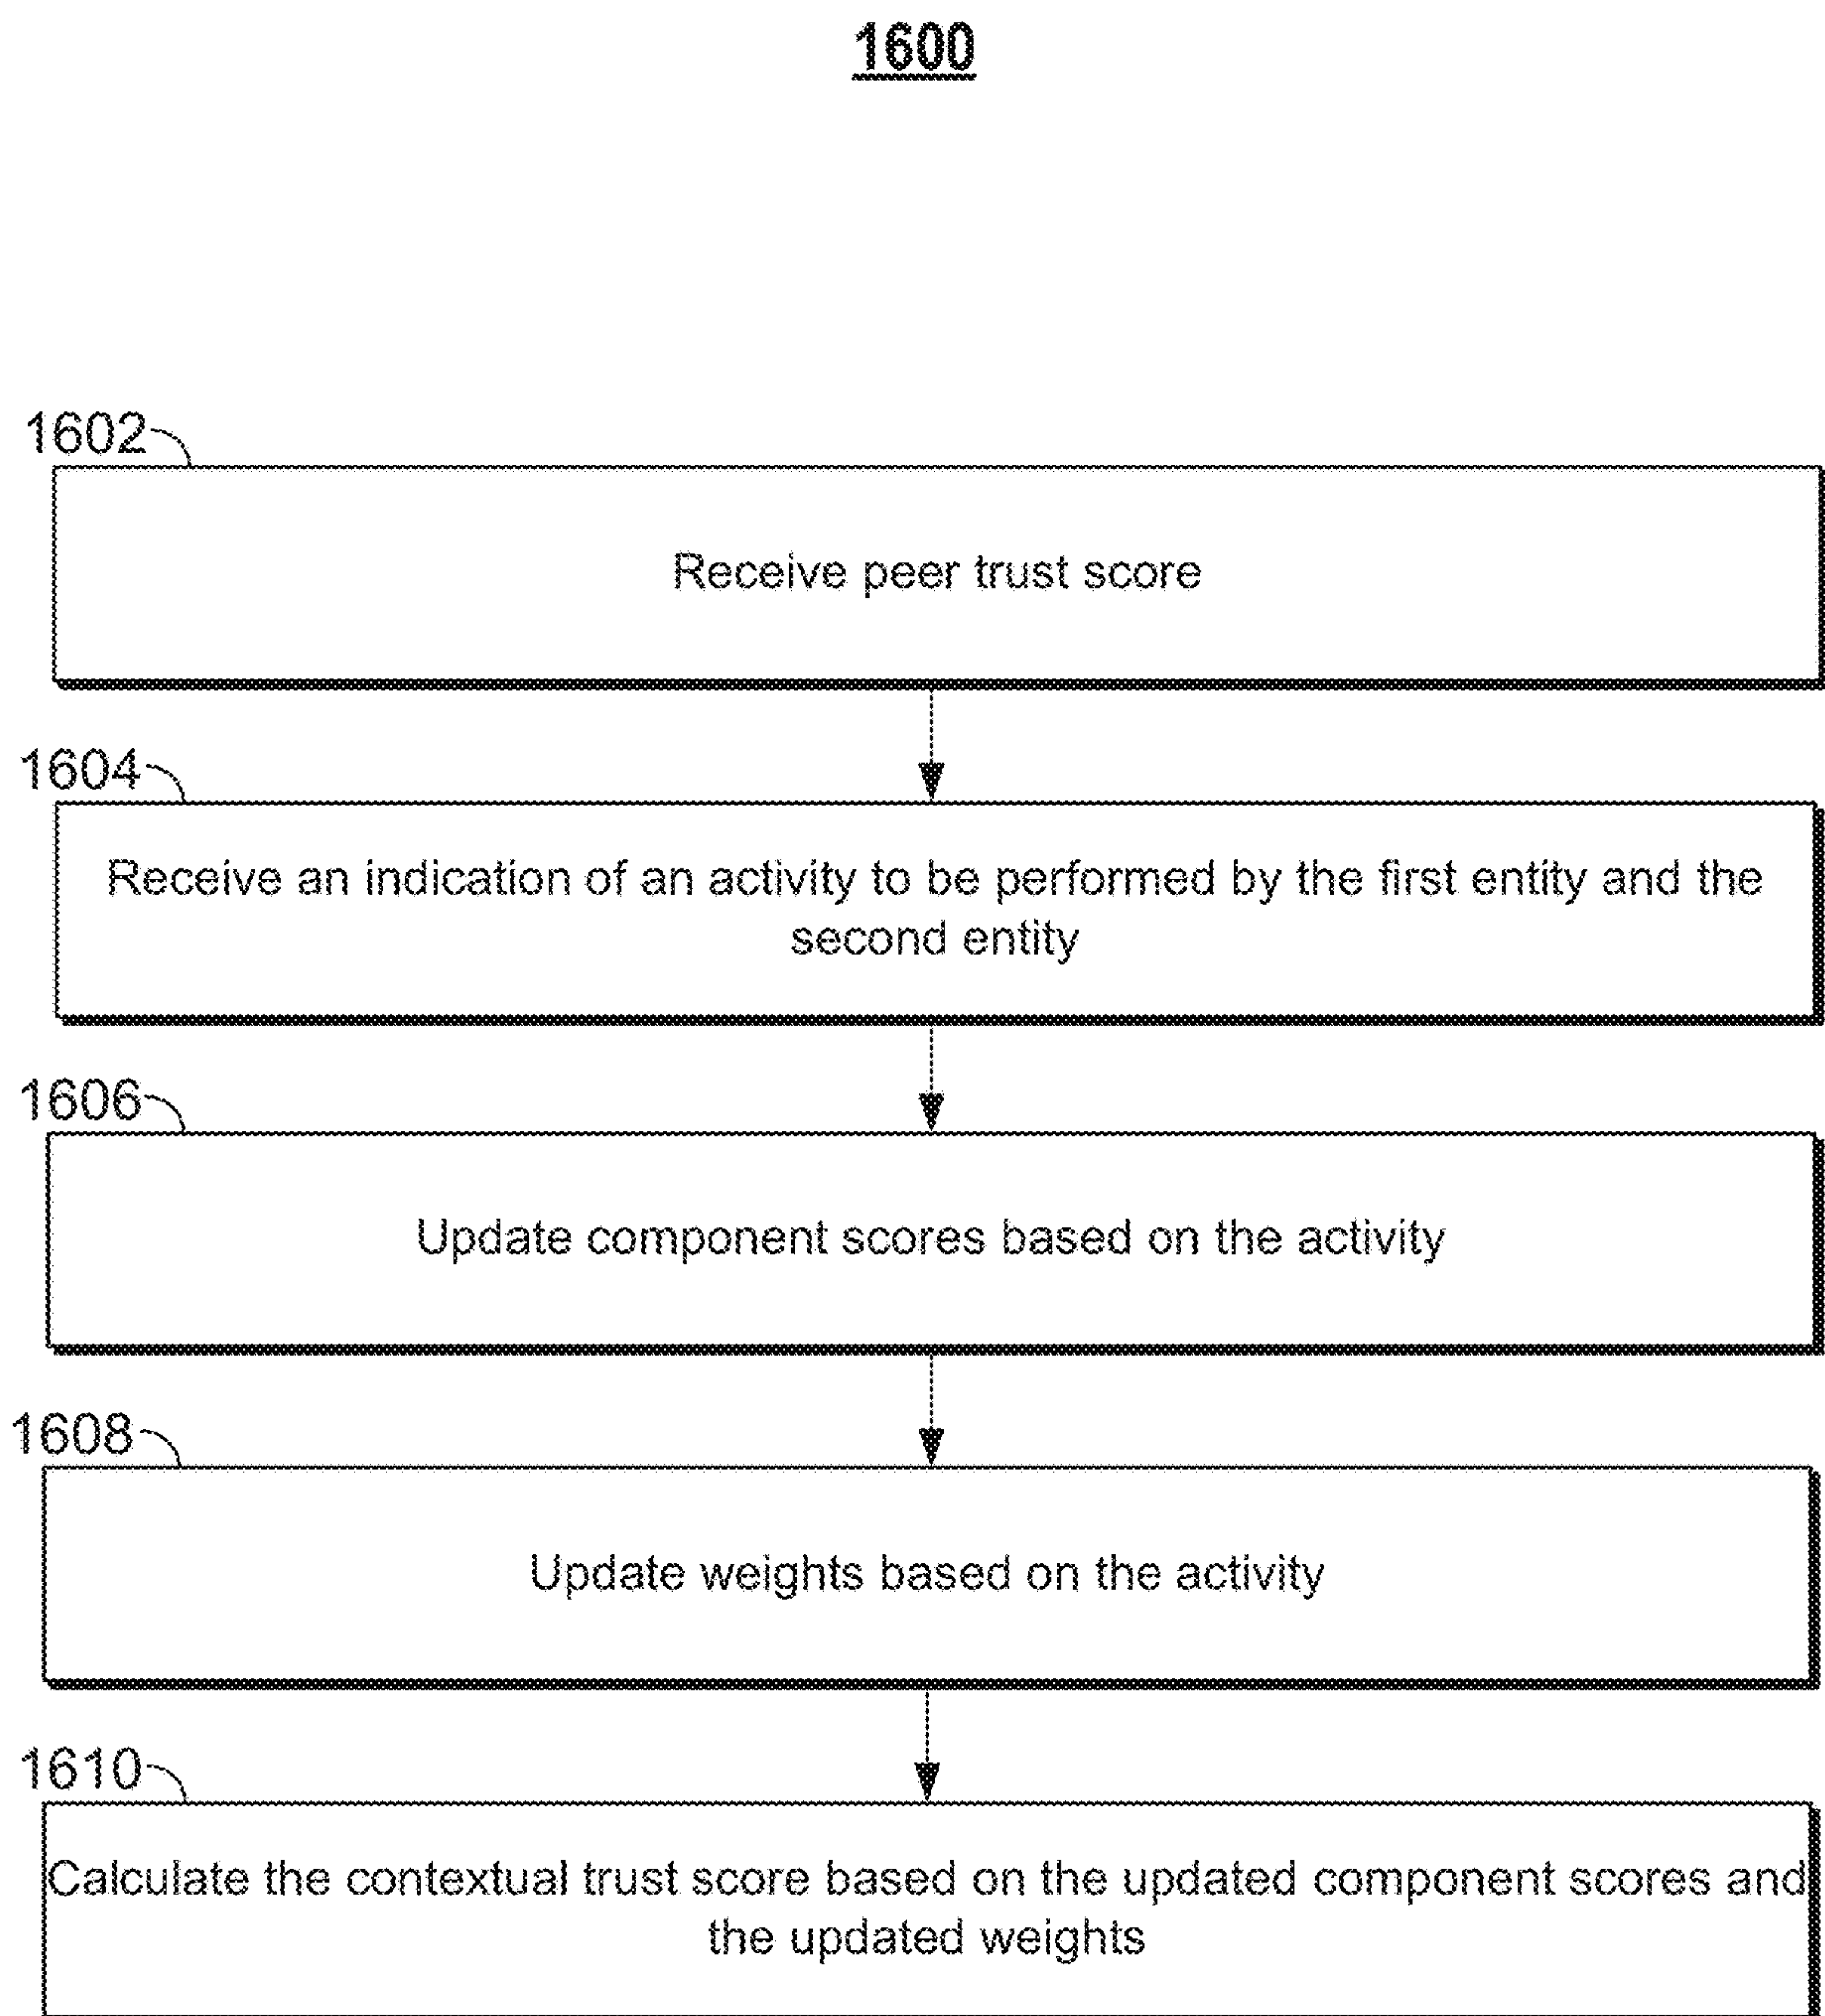 1600
1602
Receive peer trust score
1604
Receive an indication of an activity to be performed by the first entity and the
second entity
1606
Update component scores based on the activity
1608
Update weights based on the activity
1610
Calculate the contextual trust score based on the updated component scores and
the updated weights